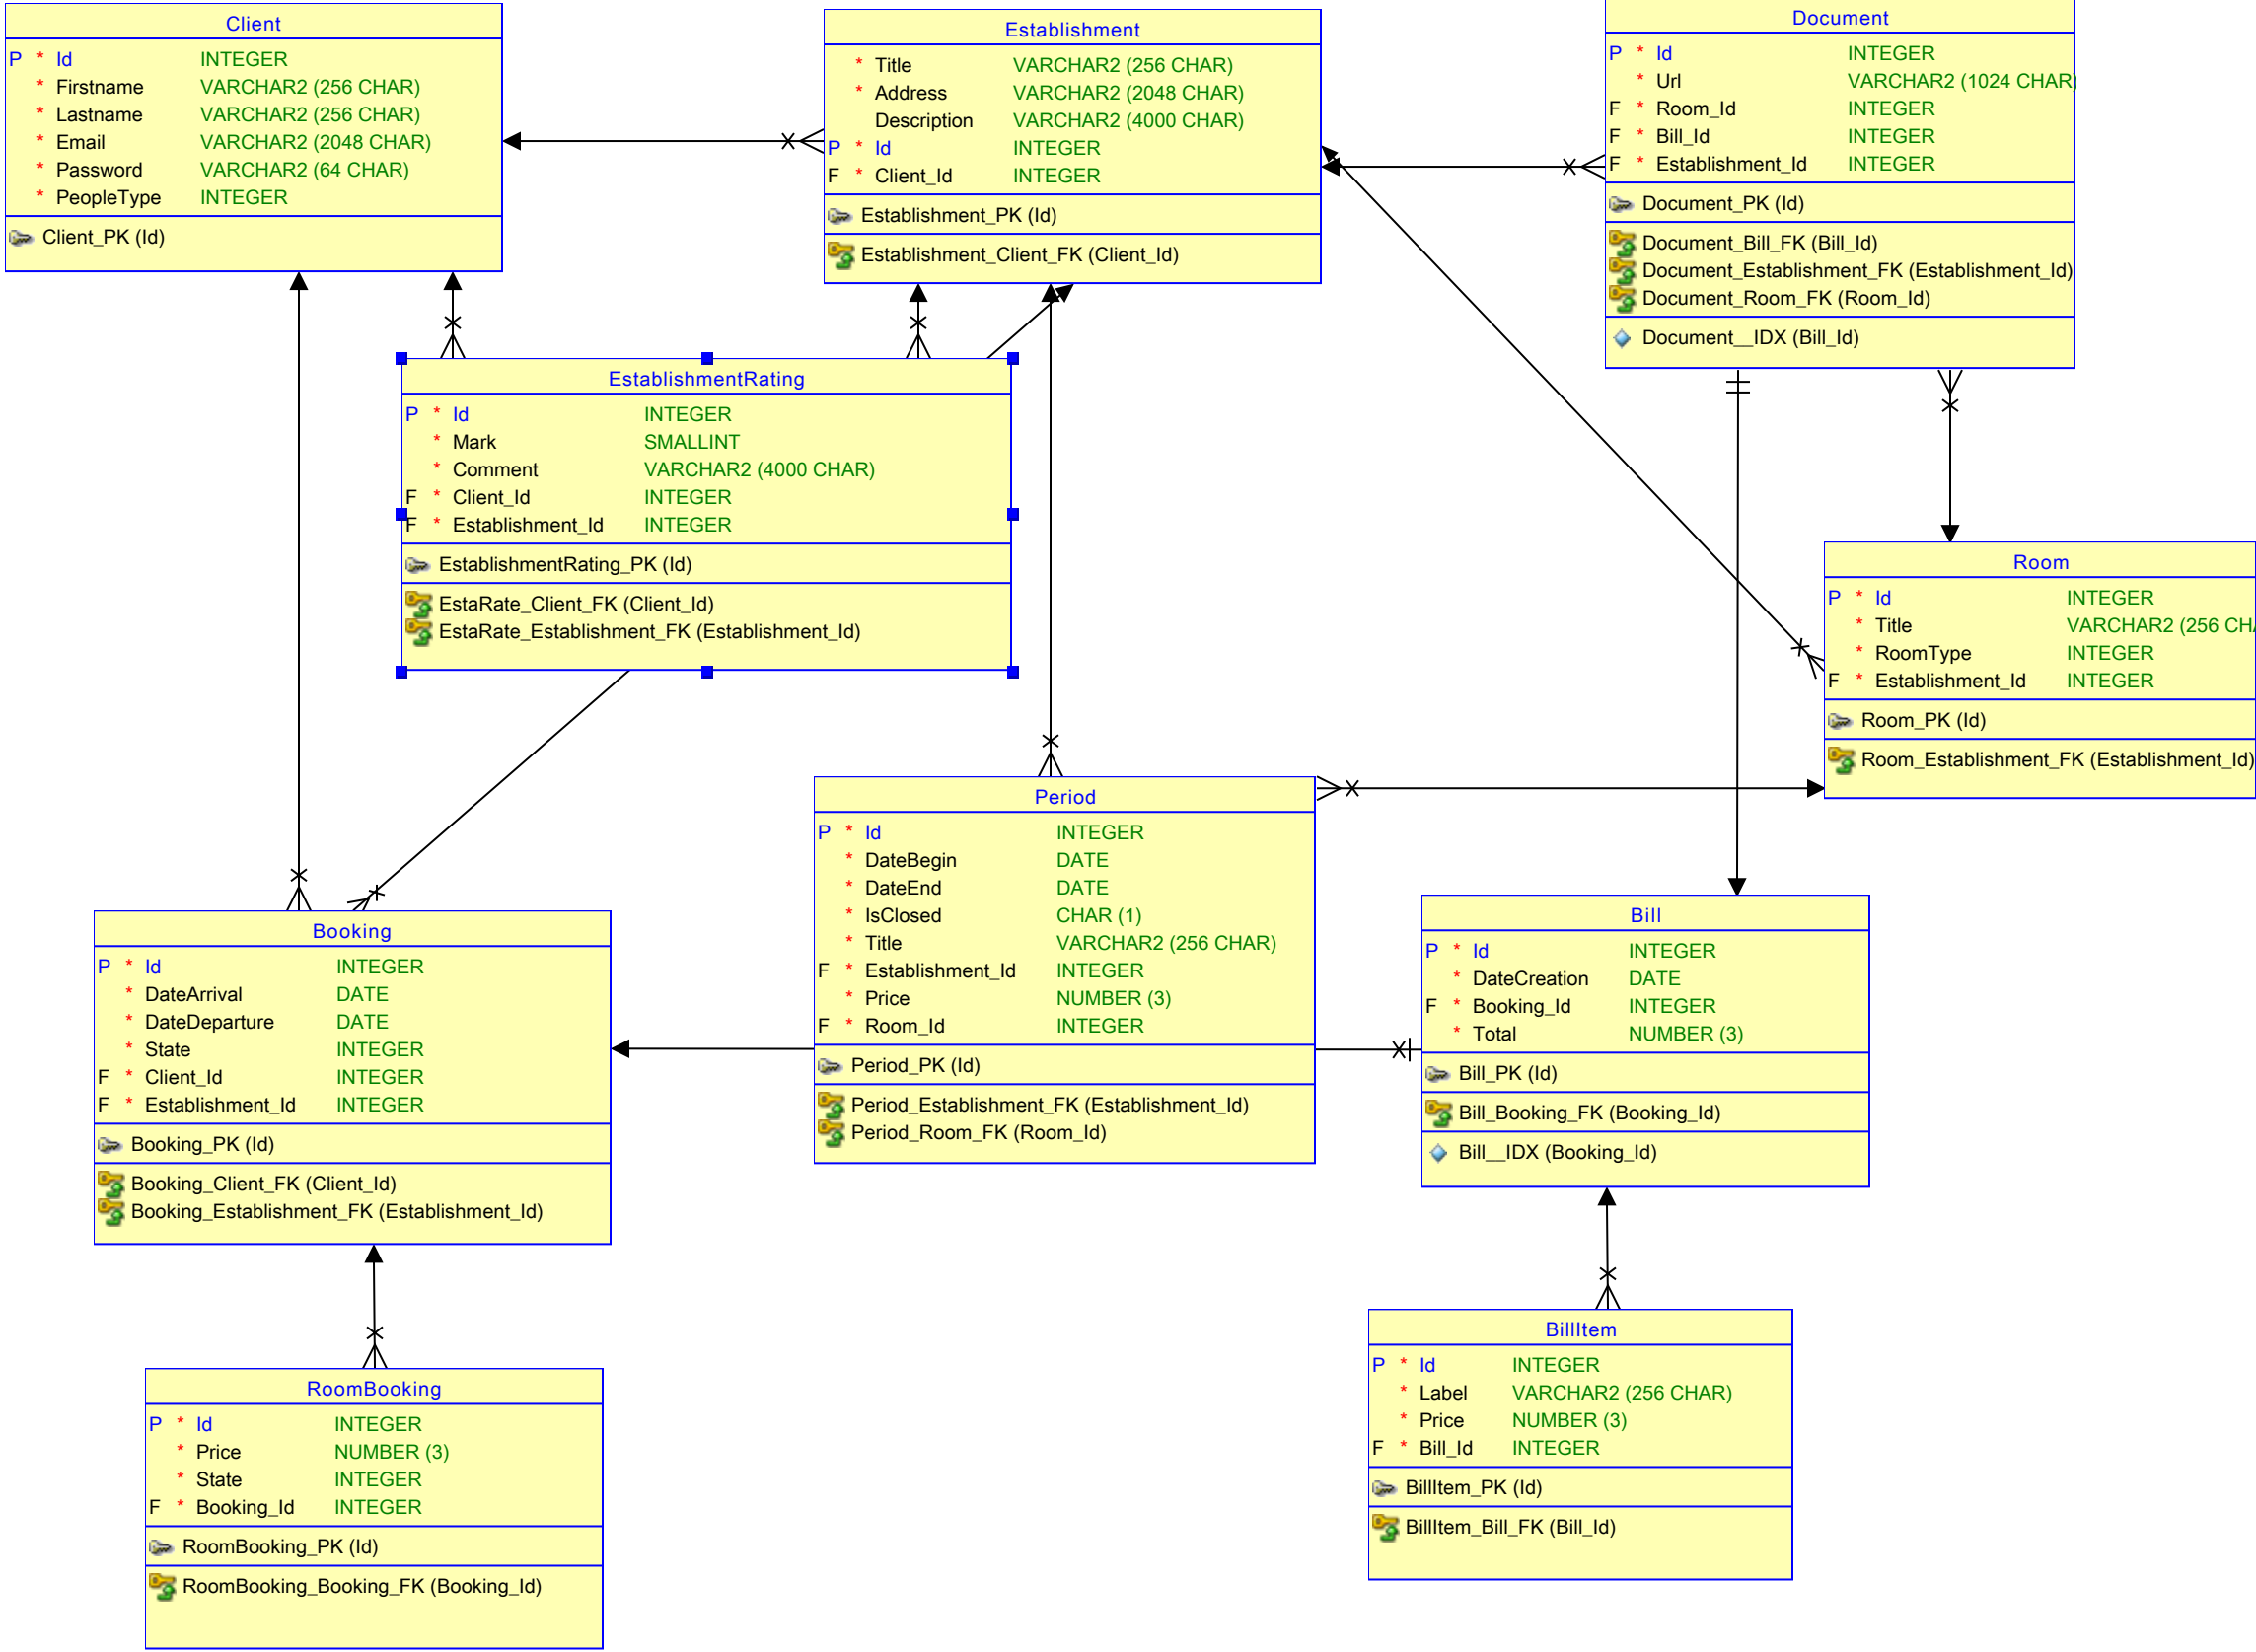 Client
P * Id INTEGER
* Firstname VARCHAR2 (256 CHAR)
* Lastname VARCHAR2 (256 CHAR)
* Email VARCHAR2 (2048 CHAR)
* Password VARCHAR2 (64 CHAR)
* PeopleType INTEGER
Client_PK (Id)
Establishment
* Title VARCHAR2 (256 CHAR)
* Address VARCHAR2 (2048 CHAR)
Description VARCHAR2 (4000 CHAR)
P * Id INTEGER
F * Client_Id INTEGER
Establishment_PK (Id)
Establishment_Client_FK (Client_Id)
Document
P * Id INTEGER
* Url VARCHAR2 (1024 CHAR)
F * Room_Id INTEGER
F * Bill_Id INTEGER
F * Establishment_Id INTEGER
Document_PK (Id)
Document_Bill_FK (Bill_Id)
Document_Establishment_FK (Establishment_Id)
Document_Room_FK (Room_Id)
Document__IDX (Bill_Id)
EstablishmentRating
P * Id INTEGER
* Mark SMALLINT
* Comment VARCHAR2 (4000 CHAR)
F * Client_Id INTEGER
F * Establishment_Id INTEGER
EstablishmentRating_PK (Id)
EstaRate_Client_FK (Client_Id)
EstaRate_Establishment_FK (Establishment_Id)
Room
P * Id INTEGER
* Title VARCHAR2 (256 CHA
* RoomType INTEGER
F * Establishment_Id INTEGER
Room_PK (Id)
Room_Establishment_FK (Establishment_Id)
Period
P * Id INTEGER
* DateBegin DATE
* DateEnd DATE
* IsClosed CHAR (1)
* Title VARCHAR2 (256 CHAR)
F * Establishment_Id INTEGER
* Price NUMBER (3)
F * Room_Id INTEGER
Period_PK (Id)
Period_Establishment_FK (Establishment_Id)
Period_Room_FK (Room_Id)
Booking
P * Id INTEGER
* DateArrival DATE
* DateDeparture DATE
* State INTEGER
F * Client_Id INTEGER
F * Establishment_Id INTEGER
Booking_PK (Id)
Booking_Client_FK (Client_Id)
Booking_Establishment_FK (Establishment_Id)
Bill
P * Id INTEGER
* DateCreation DATE
F * Booking_Id INTEGER
* Total NUMBER (3)
Bill_PK (Id)
Bill_Booking_FK (Booking_Id)
Bill__IDX (Booking_Id)
RoomBooking
P * Id INTEGER
* Price NUMBER (3)
* State INTEGER
F * Booking_Id INTEGER
RoomBooking_PK (Id)
RoomBooking_Booking_FK (Booking_Id)
BillItem
P * Id INTEGER
* Label VARCHAR2 (256 CHAR)
* Price NUMBER (3)
F * Bill_Id INTEGER
BillItem_PK (Id)
BillItem_Bill_FK (Bill_Id)